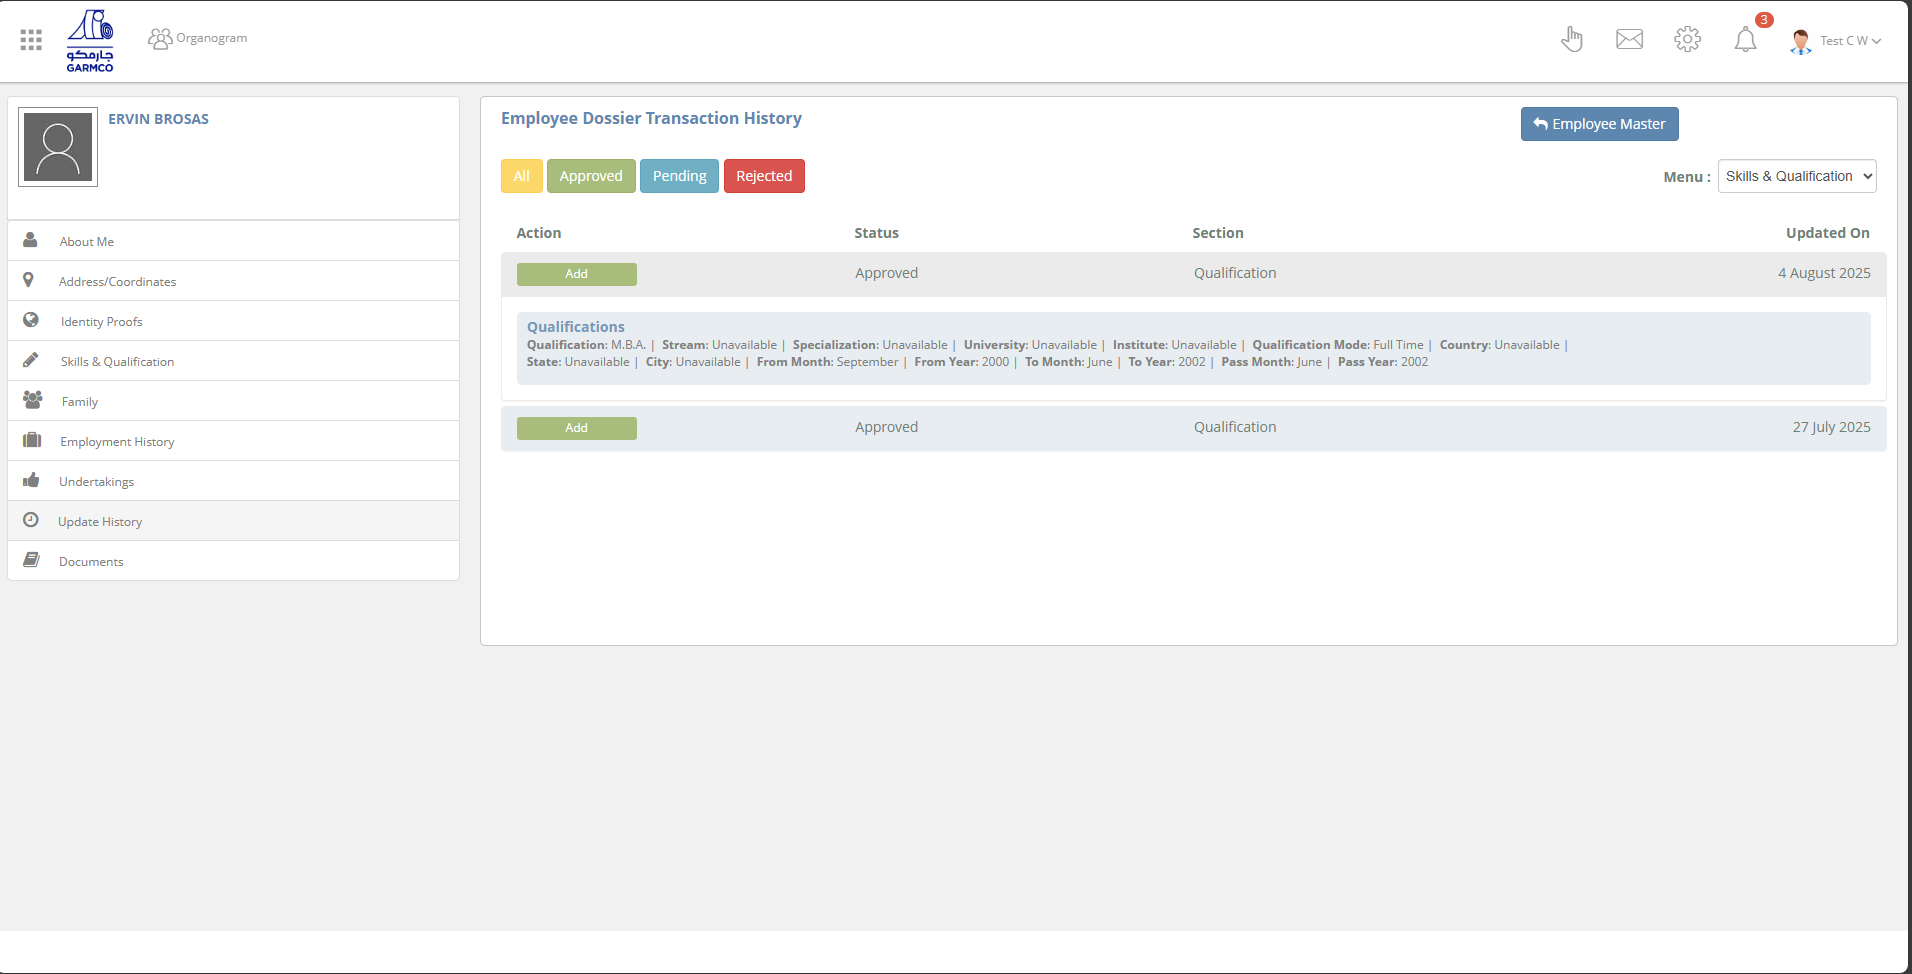 جارمكو
GARMCO
Organogram
3
Test C W
ERVIN BROSAS
About Me
Address/Coordinates
Identity Proofs
Skills & Qualification
Family
Employment History
Undertakings
Update History
Documents
Employee Dossier Transaction History
Employee Master
All Approved Pending Rejected
Menu : Skills & Qualification
Action Status Section Updated On
Add Approved Qualification 4 August 2025
Qualifications
Qualification: M.B.A. | Stream: Unavailable | Specialization: Unavailable | University: Unavailable | Institute: Unavailable | Qualification Mode: Full Time | Country: Unavailable |
State: Unavailable | City: Unavailable | From Month: September | From Year: 2000 | To Month: June | To Year: 2002 | Pass Month: June | Pass Year: 2002
Add Approved Qualification 27 July 2025